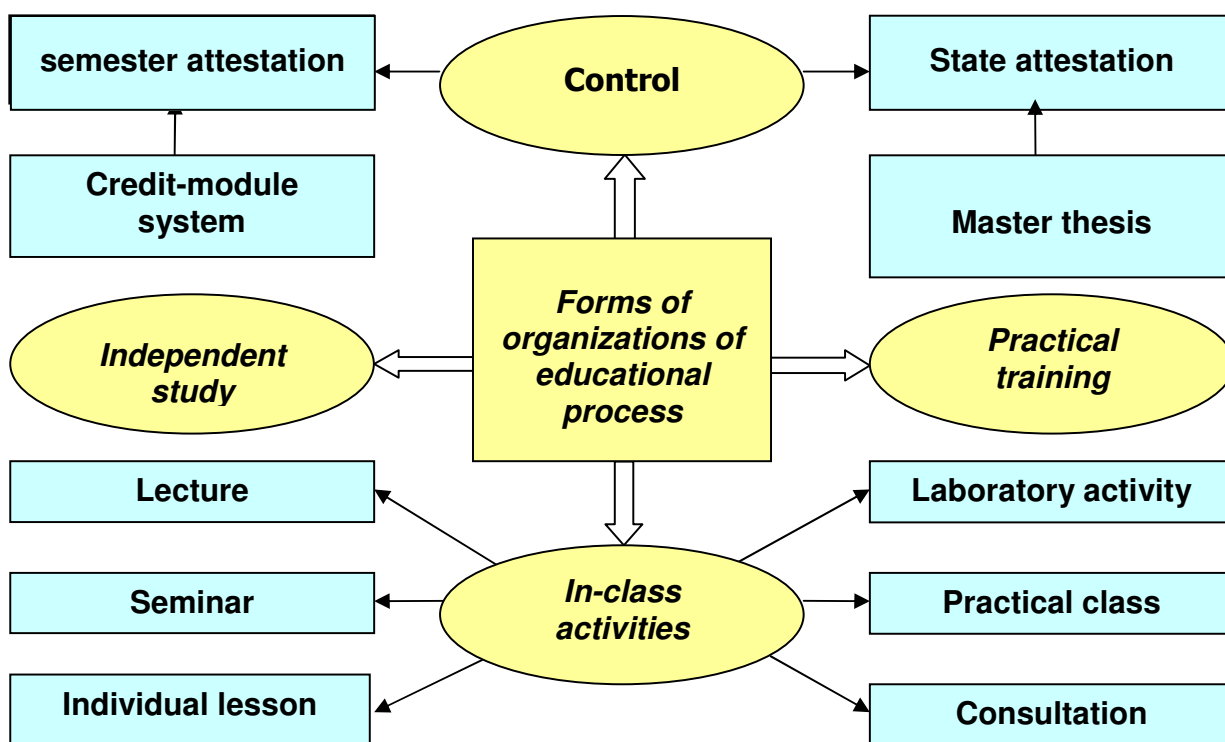 semester attestation
Control
State attestation
Credit-module
system
Master thesis
Forms of
organizations of
educational
process
Independent
study
Practical
training
Lecture
Laboratory activity
Seminar
In-class
activities
Practical class
Individual lesson
Consultation